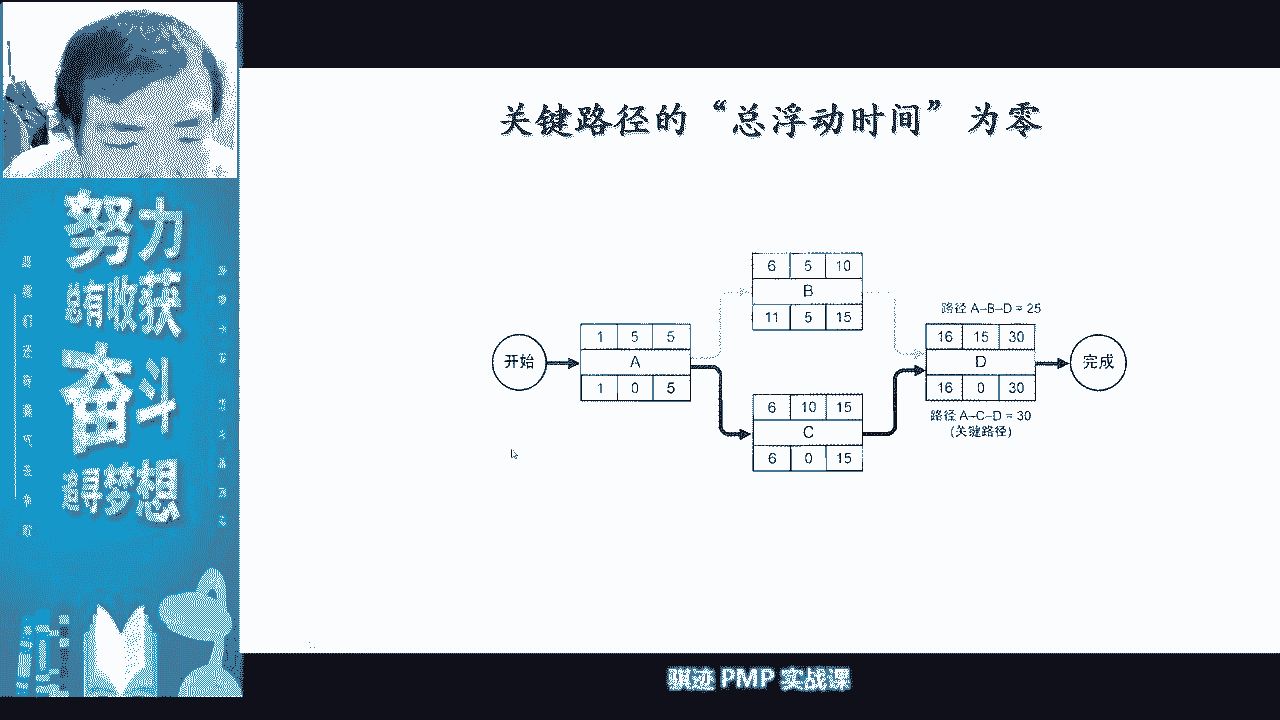 关键路径的“总浮动时间”为零
努力
总有收获
奋斗
追寻梦想
开始
1 5 5
A
1 0 5
6 5 10
B
11 5 15
6 10 15
C
6 0 15
路径 A–B–D = 25
16 15 30
D
16 0 30
路径 A–C–D = 30
(关键路径)
完成
骐迹 PMP 实战课